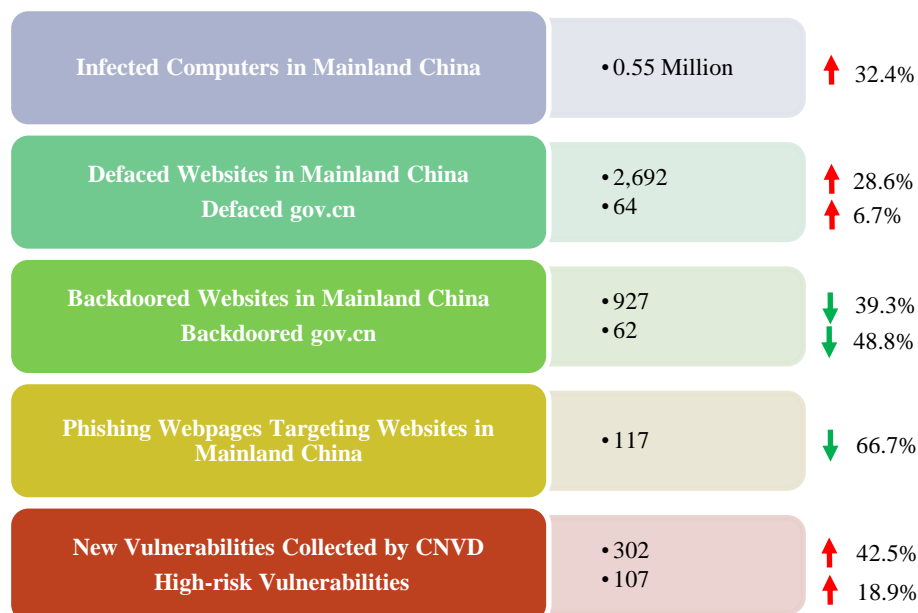 Infected Computers in Mainland China
•0.55 Million
32.4%
Defaced Websites in Mainland China
Defaced gov.cn
•2,692
•64
28.6%
6.7%
Backdoored Websites in Mainland China
Backdoored gov.cn
•927
•62
39.3%
48.8%
Phishing Webpages Targeting Websites in
Mainland China
•117
66.7%
New Vulnerabilities Collected by CNVD
High-risk Vulnerabilities
•302
•107
42.5%
18.9%